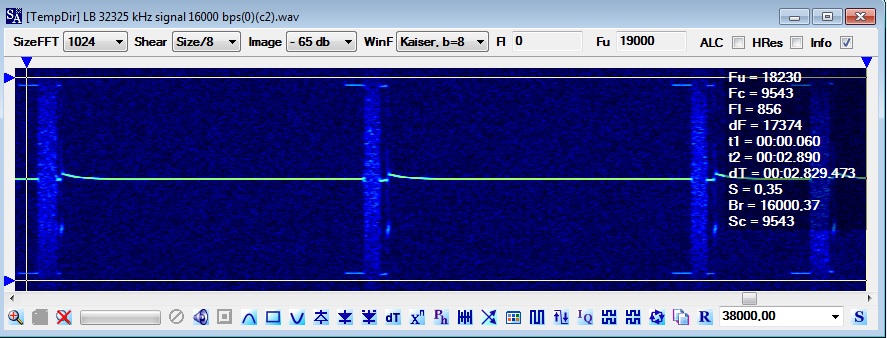 [TempDir] LB 32325 kHz signal 16000 bps(0)(c2).wav
SizeFFT 1024 Shear Size/8 Image - 65 db WinF Kaiser, b=8 Fl 0 Fu 19000 ALC HRes Info
Fu = 18230
Fc = 9543
Fl = 856
dF = 17374
t1 = 00:00.060
t2 = 00:02.890
dT = 00:02.829,473
S = 0,35
Br = 16000,37
Sc = 9543
dT xⁿ Ph IQ R 38000,00 S